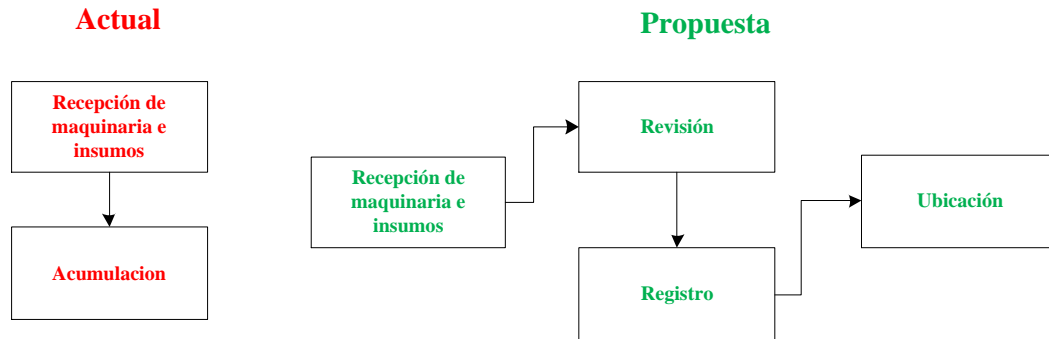 Actual
Recepción de
maquinaria e
insumos
Acumulacion
Propuesta
Recepción de
maquinaria e
insumos
Revisión
Registro
Ubicación